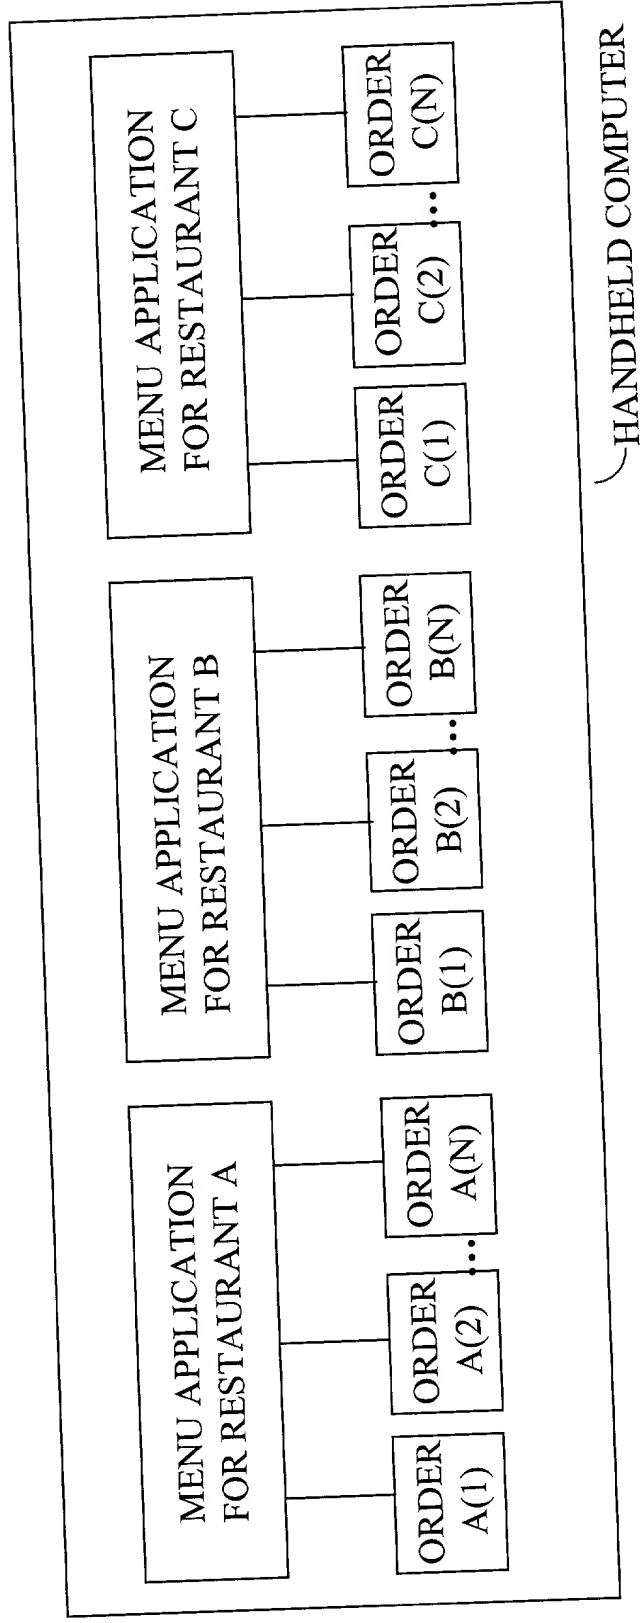 MENU APPLICATION
FOR RESTAURANT A
ORDER
A(1)
ORDER
A(2)
...
ORDER
A(N)
MENU APPLICATION
FOR RESTAURANT B
ORDER
B(1)
ORDER
B(2)
...
ORDER
B(N)
MENU APPLICATION
FOR RESTAURANT C
ORDER
C(1)
ORDER
C(2)
...
ORDER
C(N)
HANDHELD COMPUTER